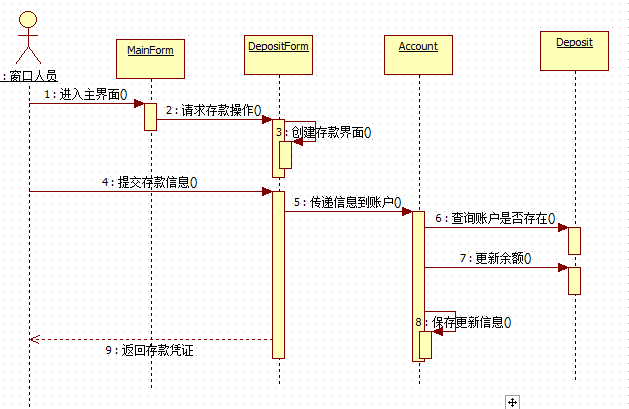 MainForm
DepositForm
Account
Deposit
: 窗口人员
1 : 进入主界面()
2 : 请求存款操作()
3 : 创建存款界面()
4 : 提交存款信息()
5 : 传递信息到账户()
6 : 查询账户是否存在()
7 : 更新余额()
8 : 保存更新信息()
9 : 返回存款凭证